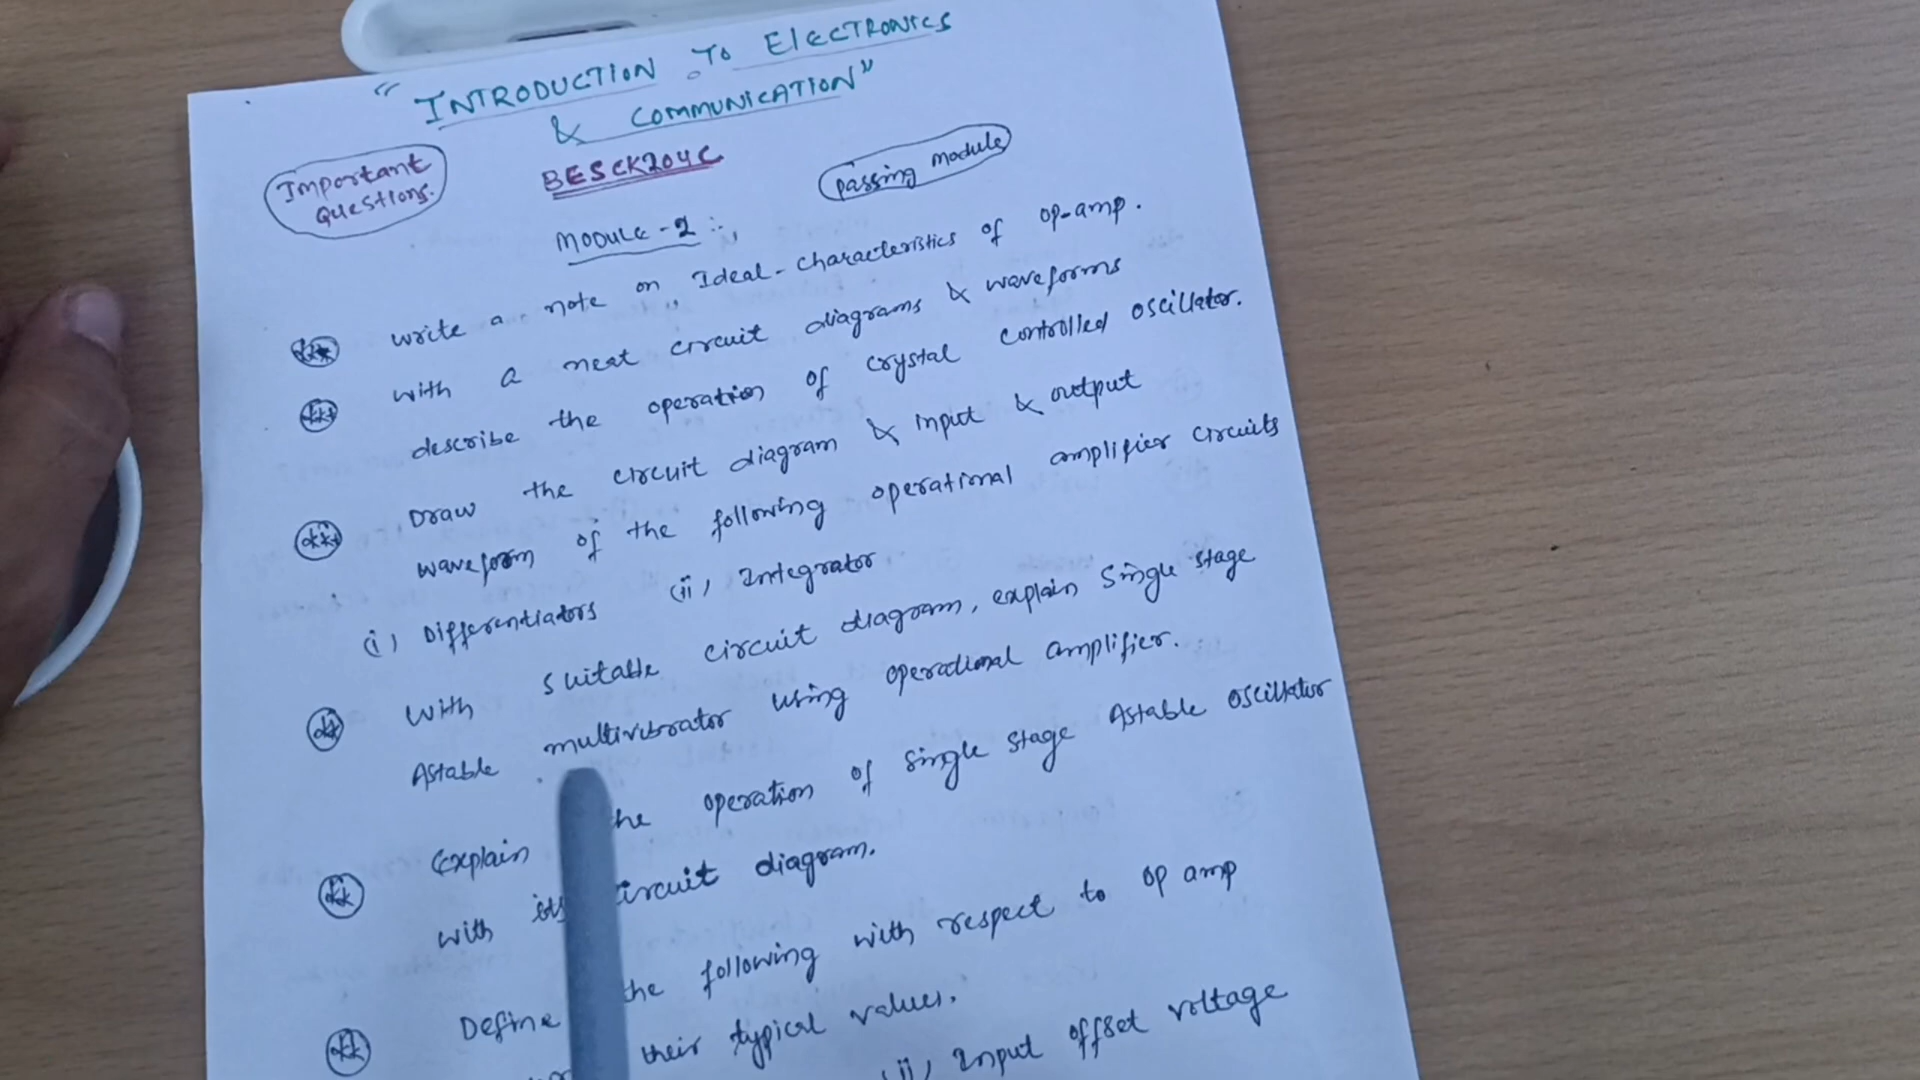 "INTRODUCTION TO ElECTRONICS
& COMMUNICATION"
Important Questions.
BESCK204C
passing module
MODULE-2 :-
write a note on Ideal-characteristics of op-amp.
with a neat circuit diagrams & waveforms
describe the operation of crystal controlled oscillator.
Draw the circuit diagram & input & output
waveform of the following operational amplifier circuits
(i) Differentiators (ii) Integrator
With suitable circuit diagram, explain single stage
Astable multivibrator using operational amplifier.
Explain the operation of single stage Astable oscillator
with its circuit diagram.
Define the following with respect to op amp
their typical values.
(ii) Input offset voltage